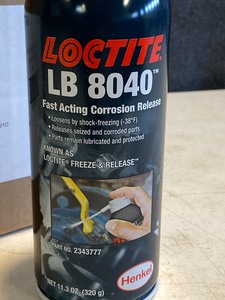 LOCTITE
LB 8040™
Fast Acting Corrosion Release
• Loosens by shock-freezing (-38°F)
• Releases seized and corroded parts
• Parts remain lubricated and protected
KNOWN AS
LOCTITE® FREEZE & RELEASE™
PART NO. 2343777
Henkel
NET WT. 11.3 OZ. (320 g)